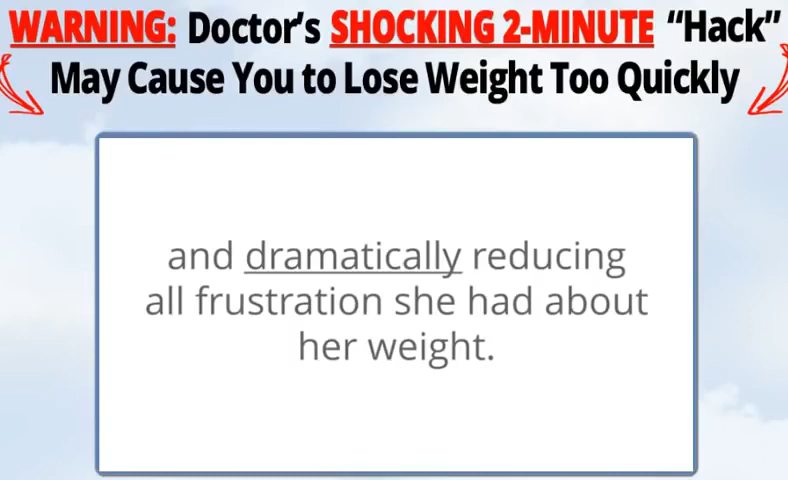 WARNING: Doctor's SHOCKING 2-MINUTE “Hack”
May Cause You to Lose Weight Too Quickly
and dramatically reducing
all frustration she had about
her weight.